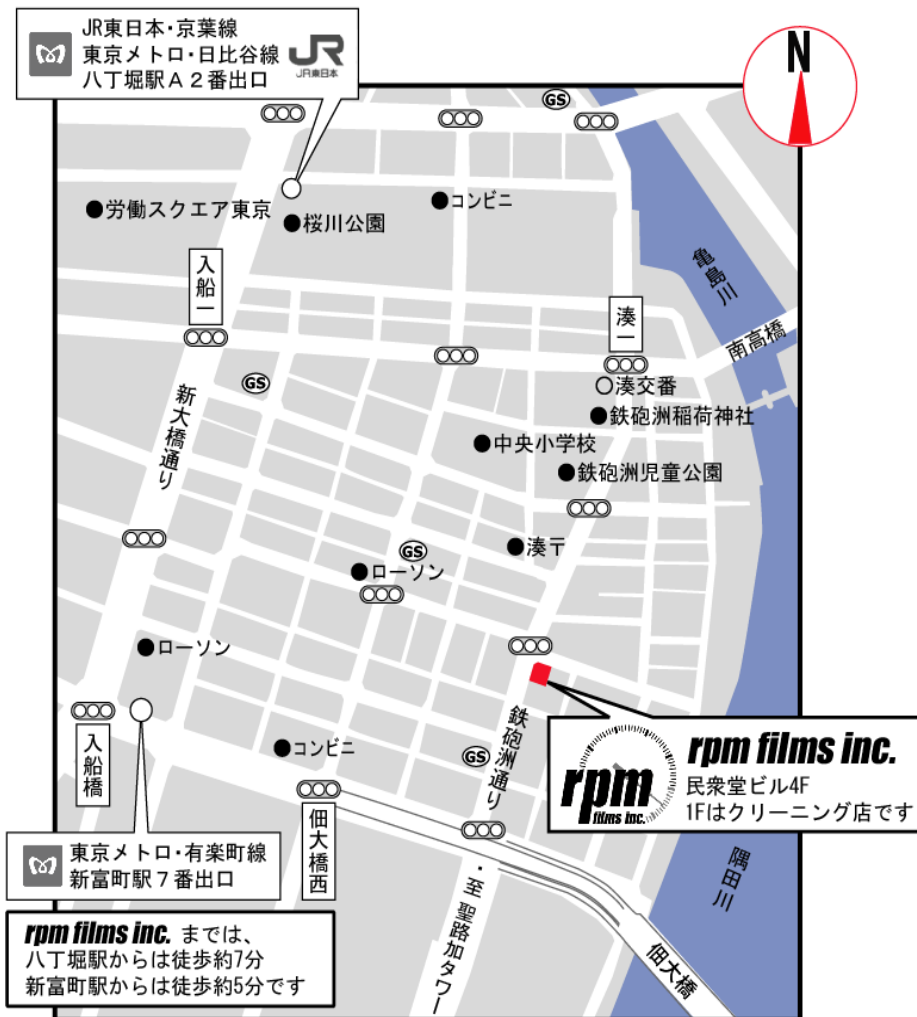 JR東日本・京葉線
東京メトロ・日比谷線
八丁堀駅A2番出口
JR
JR東日本
N
GS
労働スクエア東京
桜川公園
コンビニ
亀島川
入船一
湊一
南高橋
GS
湊交番
鉄砲洲稲荷神社
新大橋通り
中央小学校
鉄砲洲児童公園
湊〒
GS
ローソン
ローソン
鉄砲洲通り
rpm
films inc.
rpm films inc.
民衆堂ビル4F
1Fはクリーニング店です
入船橋
コンビニ
GS
佃大橋西
東京メトロ・有楽町線
新富町駅7番出口
・至 聖路加タワー
隅田川
佃大橋
rpm films inc. までは、
八丁堀駅からは徒歩約7分
新富町駅からは徒歩約5分です